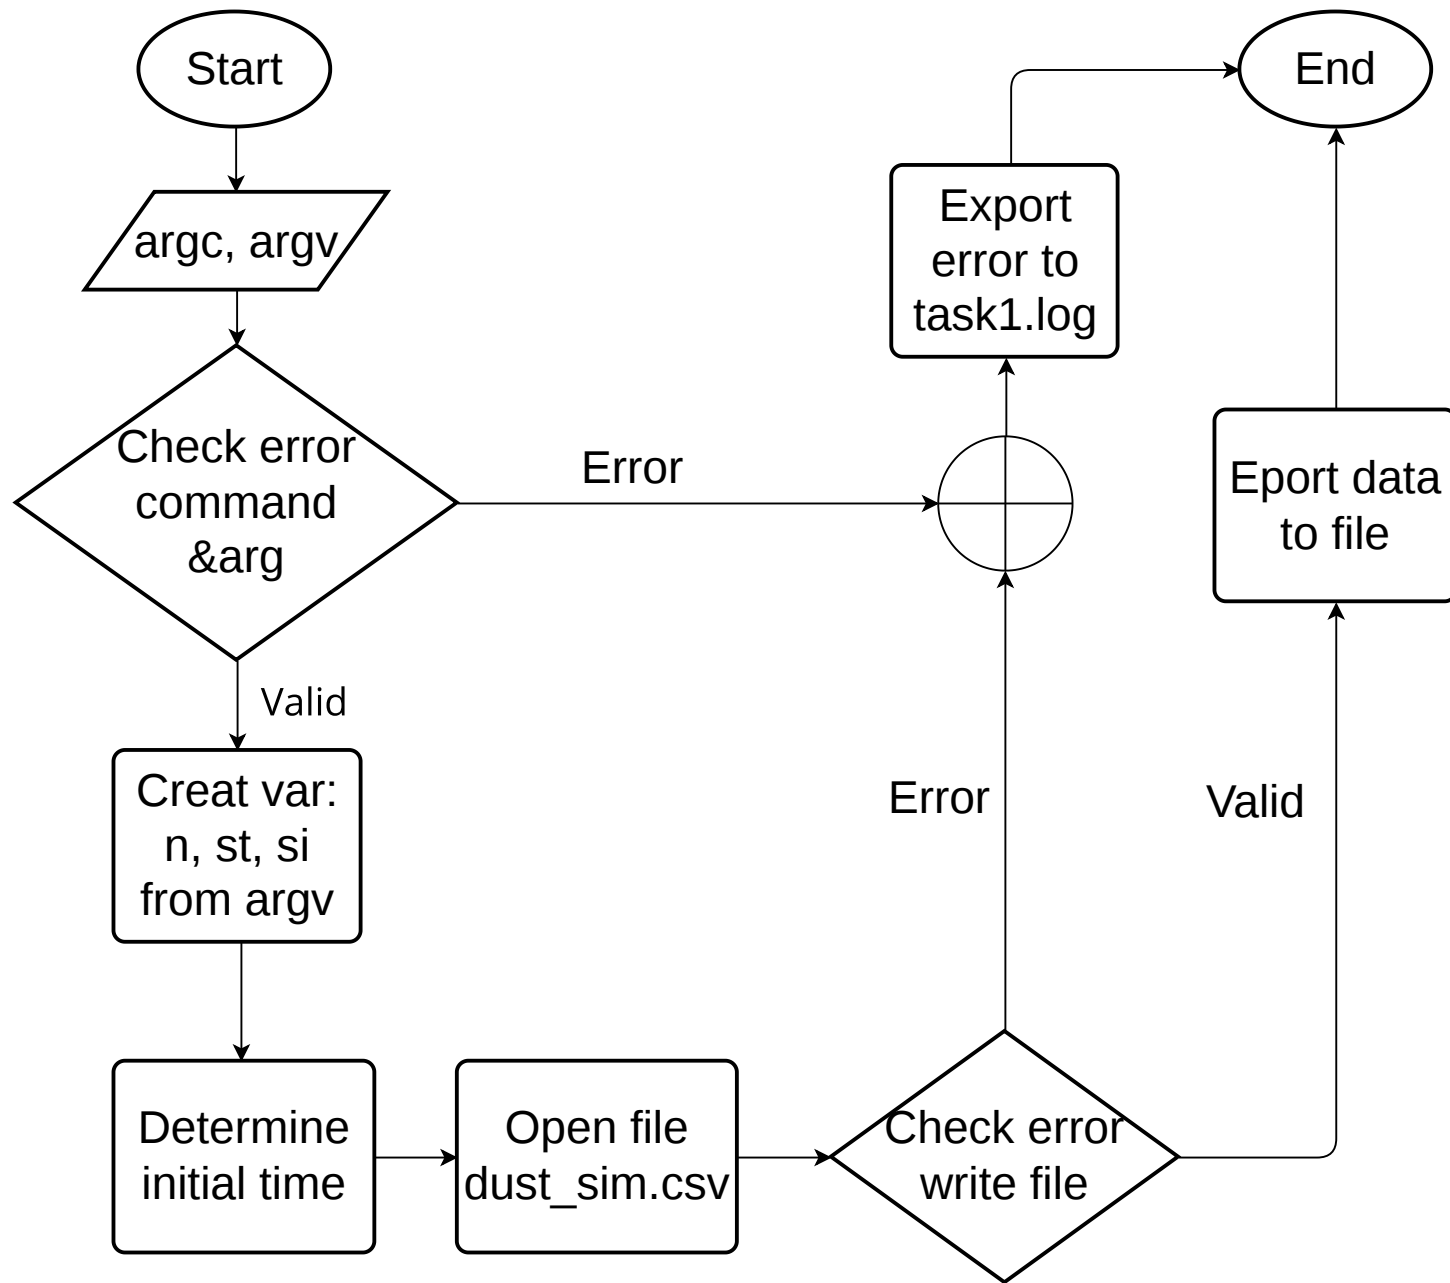 Start
argc, argv
Check error
command
&arg
Error
Valid
Creat var:
n, st, si
from argv
Determine
initial time
Open file
dust_sim.csv
Check error
write file
Error
Valid
Export
error to
task1.log
Eport data
to file
End